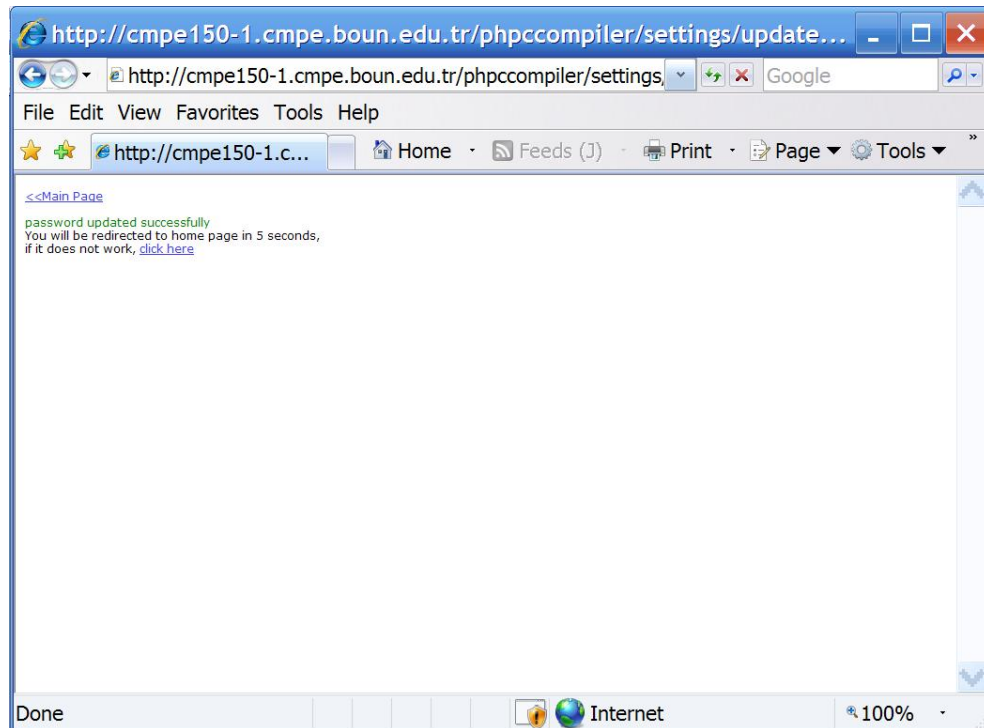 http://cmpe150-1.cmpe.boun.edu.tr/phpccompiler/settings/update...
http://cmpe150-1.cmpe.boun.edu.tr/phpccompiler/settings, Google
File Edit View Favorites Tools Help
http://cmpe150-1.c... Home Feeds (J) Print Page Tools »
<<Main Page
password updated successfully
You will be redirected to home page in 5 seconds,
if it does not work, click here
Done Internet 100%